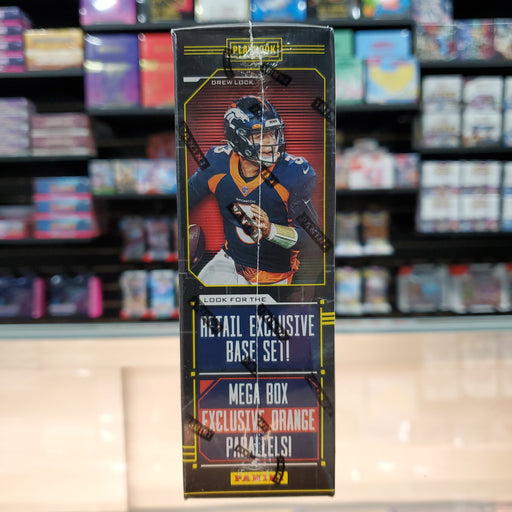 PLAYBOOK
DREW LOCK
LOOK FOR THE
RETAIL EXCLUSIVE
BASE SET!
MEGA BOX
EXCLUSIVE ORANGE
PARALLELS!
PANINI